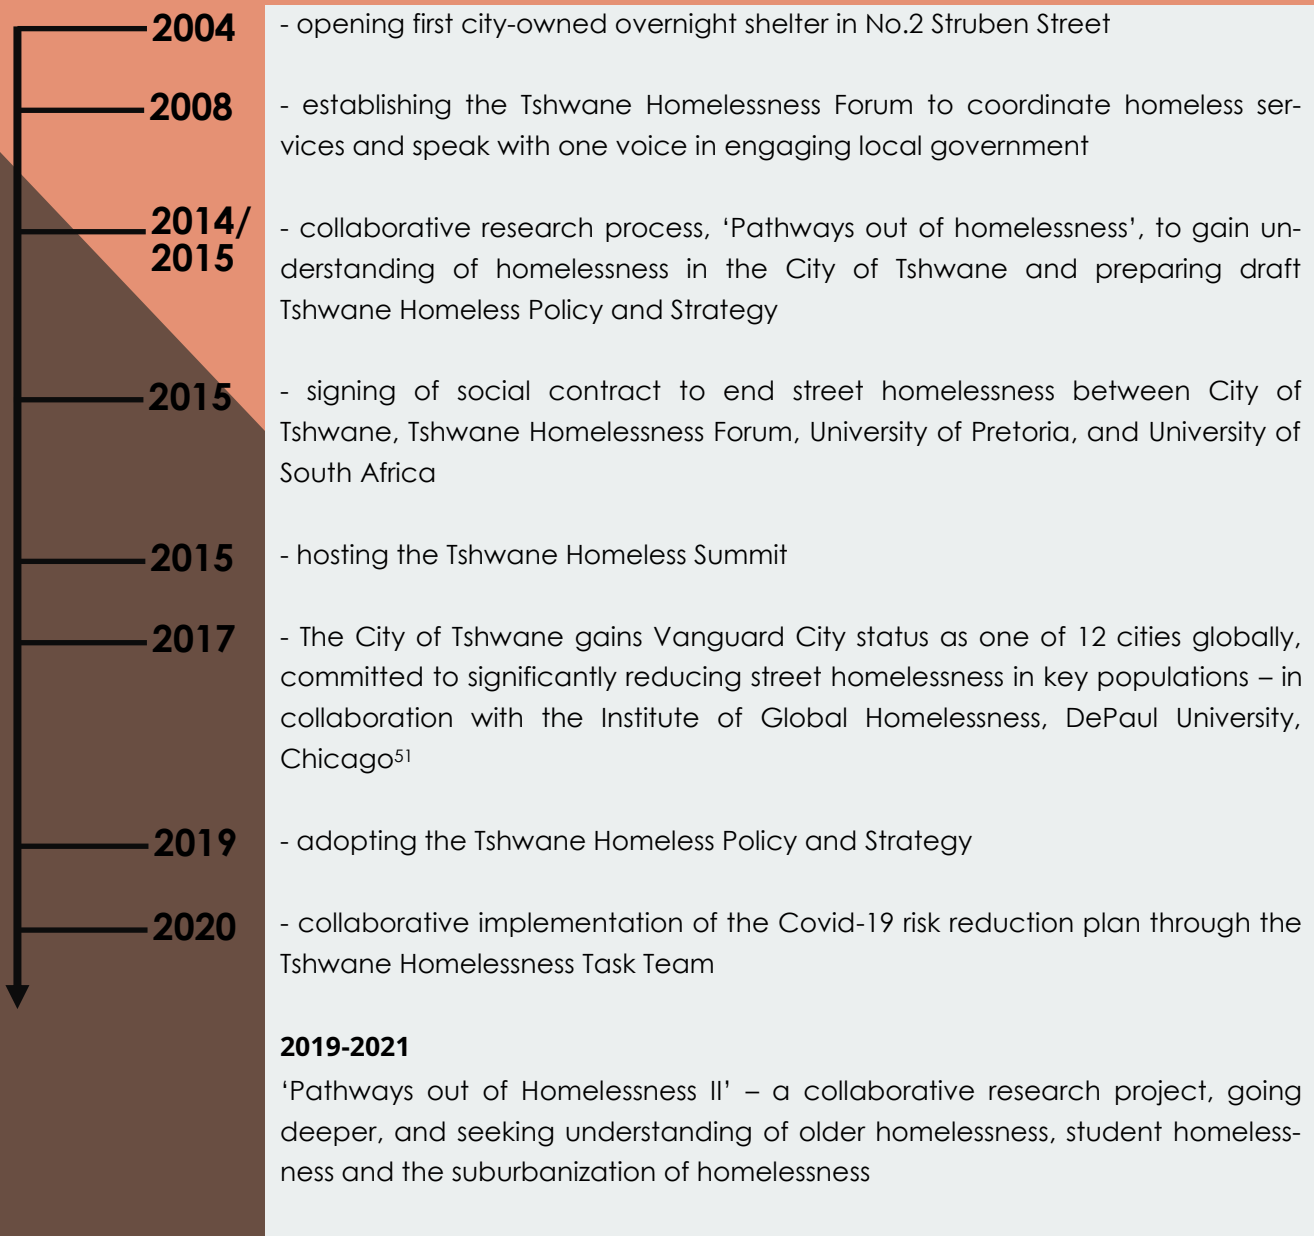 2004
- opening first city-owned overnight shelter in No.2 Struben Street
2008
- establishing the Tshwane Homelessness Forum to coordinate homeless ser-
vices and speak with one voice in engaging local government
2014/
2015
- collaborative research process, ‘Pathways out of homelessness’, to gain un-
derstanding of homelessness in the City of Tshwane and preparing draft
Tshwane Homeless Policy and Strategy
2015
- signing of social contract to end street homelessness between City of
Tshwane, Tshwane Homelessness Forum, University of Pretoria, and University of
South Africa
2015
- hosting the Tshwane Homeless Summit
2017
- The City of Tshwane gains Vanguard City status as one of 12 cities globally,
committed to significantly reducing street homelessness in key populations – in
collaboration with the Institute of Global Homelessness, DePaul University,
Chicago51
2019
- adopting the Tshwane Homeless Policy and Strategy
2020
- collaborative implementation of the Covid-19 risk reduction plan through the
Tshwane Homelessness Task Team
2019-2021
‘Pathways out of Homelessness II’ – a collaborative research project, going
deeper, and seeking understanding of older homelessness, student homeless-
ness and the suburbanization of homelessness